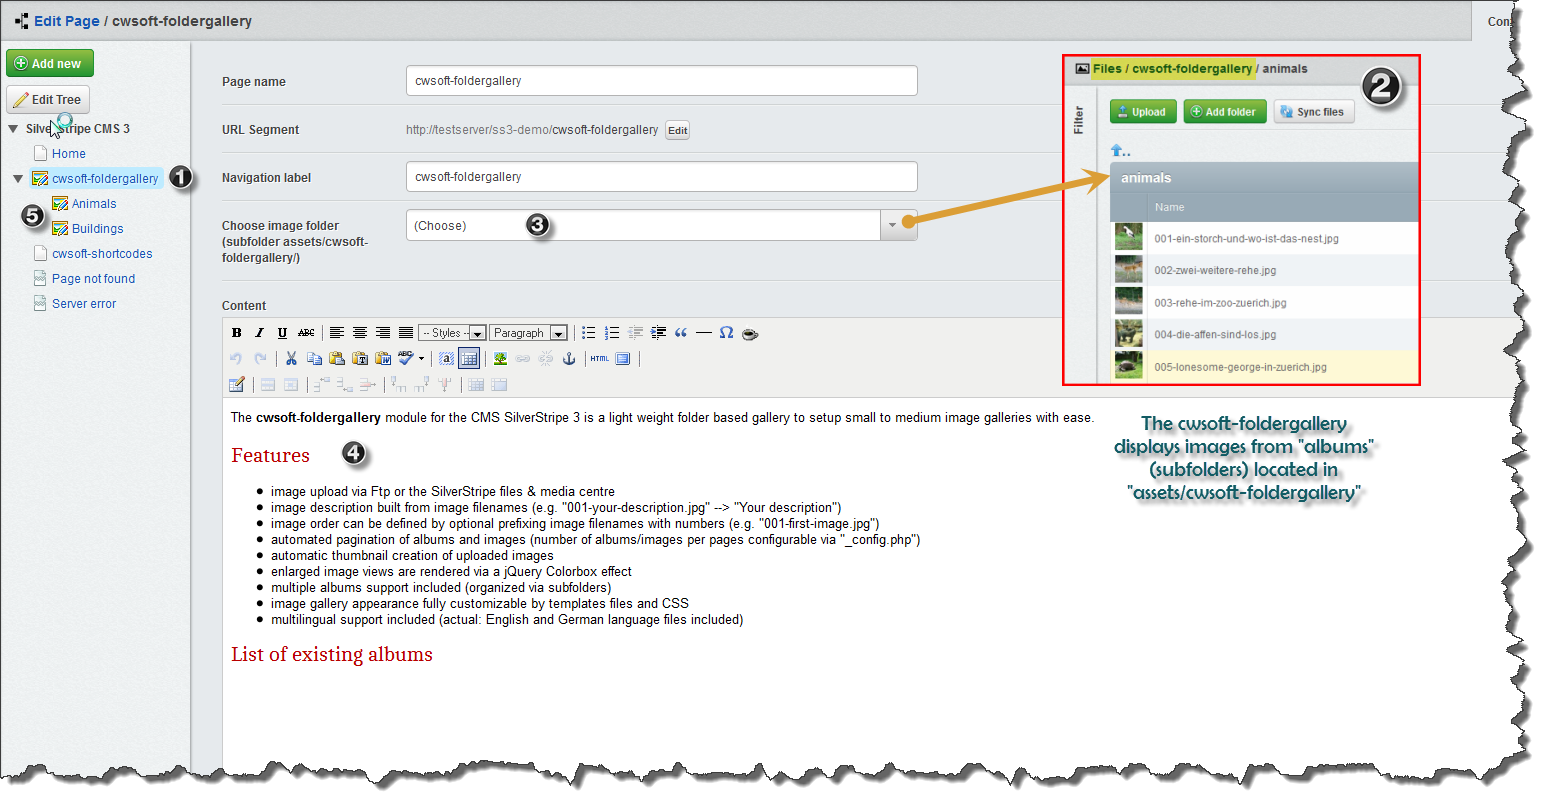 Edit Page / cwsoft-foldergallery
Add new
Edit Tree
SilverStripe CMS 3
Home
cwsoft-foldergallery
1
5
Animals
Buildings
cwsoft-shortcodes
Page not found
Server error
Page name
cwsoft-foldergallery
URL Segment
http://testserver/ss3-demo/cwsoft-foldergallery
Edit
Navigation label
cwsoft-foldergallery
Choose image folder
(subfolder assets/cwsoft-
foldergallery/)
(Choose)
3
Content
B I U ABC
-- Styles --
Paragraph
HTML
The cwsoft-foldergallery module for the CMS SilverStripe 3 is a light weight folder based gallery to setup small to medium image galleries with ease.
Features
4
image upload via Ftp or the SilverStripe files & media centre
image description built from image filenames (e.g. "001-your-description.jpg" --> "Your description")
image order can be defined by optional prefixing image filenames with numbers (e.g. "001-first-image.jpg")
automated pagination of albums and images (number of albums/images per pages configurable via "_config.php")
automatic thumbnail creation of uploaded images
enlarged image views are rendered via a jQuery Colorbox effect
multiple albums support included (organized via subfolders)
image gallery appearance fully customizable by templates files and CSS
multilingual support included (actual: English and German language files included)
List of existing albums
Files / cwsoft-foldergallery / animals
2
Filter
Upload
Add folder
Sync files
..
animals
Name
001-ein-storch-und-wo-ist-das-nest.jpg
002-zwei-weitere-rehe.jpg
003-rehe-im-zoo-zuerich.jpg
004-die-affen-sind-los.jpg
005-lonesome-george-in-zuerich.jpg
The cwsoft-foldergallery
displays images from "albums"
(subfolders) located in
"assets/cwsoft-foldergallery"